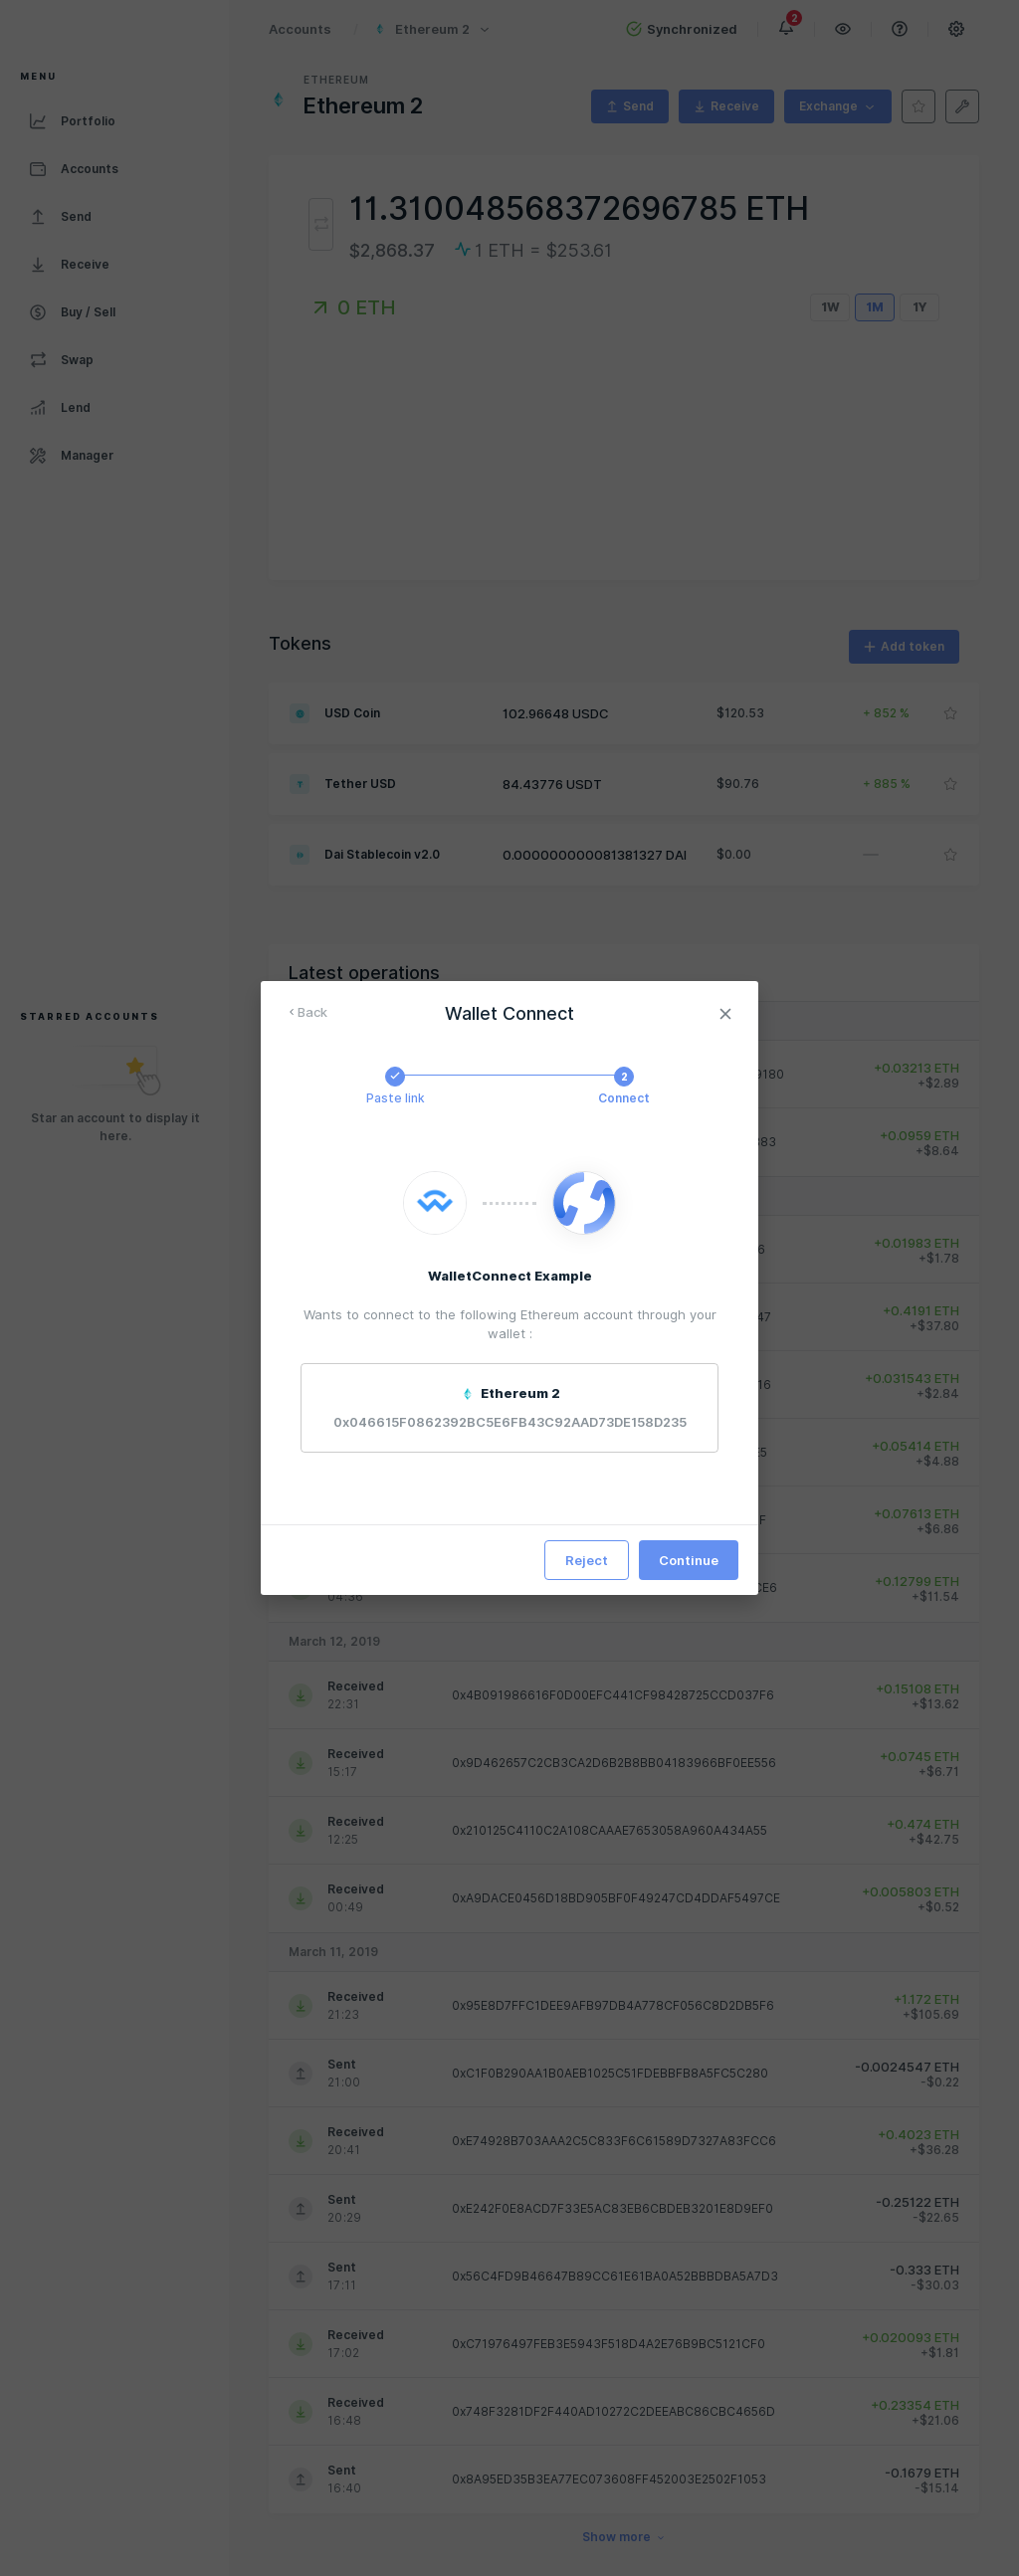 Accounts / Ethereum 2
Synchronized
2
MENU
Portfolio
Accounts
Send
Receive
Buy / Sell
Swap
Lend
Manager
STARRED ACCOUNTS
Star an account to display it
here.
ETHEREUM
Ethereum 2
Send
Receive
Exchange
11.310048568372696785 ETH
$2,868.37 1 ETH = $253.61
0 ETH
1W 1M 1Y
Tokens
Add token
USD Coin 102.96648 USDC $120.53 + 852 %
Tether USD 84.43776 USDT $90.76 + 885 %
Dai Stablecoin v2.0 0.000000000081381327 DAI $0.00 —
Latest operations
Back
Wallet Connect
2
Paste link
Connect
WalletConnect Example
Wants to connect to the following Ethereum account through your
wallet :
Ethereum 2
0x046615F0862392BC5E6FB43C92AAD73DE158D235
Reject
Continue
+0.03213 ETH
+$2.89
+0.0959 ETH
+$8.64
+0.01983 ETH
+$1.78
+0.4191 ETH
+$37.80
+0.031543 ETH
+$2.84
+0.05414 ETH
+$4.88
+0.07613 ETH
+$6.86
+0.12799 ETH
+$11.54
04:36
March 12, 2019
Received
22:31
0x4B091986616F0D00EFC441CF98428725CCD037F6
+0.15108 ETH
+$13.62
Received
15:17
0x9D462657C2CB3CA2D6B2B8BB04183966BF0EE556
+0.0745 ETH
+$6.71
Received
12:25
0x210125C4110C2A108CAAAE7653058A960A434A55
+0.474 ETH
+$42.75
Received
00:49
0xA9DACE0456D18BD905BF0F49247CD4DDAF5497CE
+0.005803 ETH
+$0.52
March 11, 2019
Received
21:23
0x95E8D7FFC1DEE9AFB97DB4A778CF056C8D2DB5F6
+1.172 ETH
+$105.69
Sent
21:00
0xC1F0B290AA1B0AEB1025C51FDEBBFB8A5FC5C280
-0.0024547 ETH
-$0.22
Received
20:41
0xE74928B703AAA2C5C833F6C61589D7327A83FCC6
+0.4023 ETH
+$36.28
Sent
20:29
0xE242F0E8ACD7F33E5AC83EB6CBDEB3201E8D9EF0
-0.25122 ETH
-$22.65
Sent
17:11
0x56C4FD9B46647B89CC61E61BA0A52BBBDBA5A7D3
-0.333 ETH
-$30.03
Received
17:02
0xC71976497FEB3E5943F518D4A2E76B9BC5121CF0
+0.020093 ETH
+$1.81
Received
16:48
0x748F3281DF2F440AD10272C2DEEABC86CBC4656D
+0.23354 ETH
+$21.06
Sent
16:40
0x8A95ED35B3EA77EC073608FF452003E2502F1053
-0.1679 ETH
-$15.14
Show more